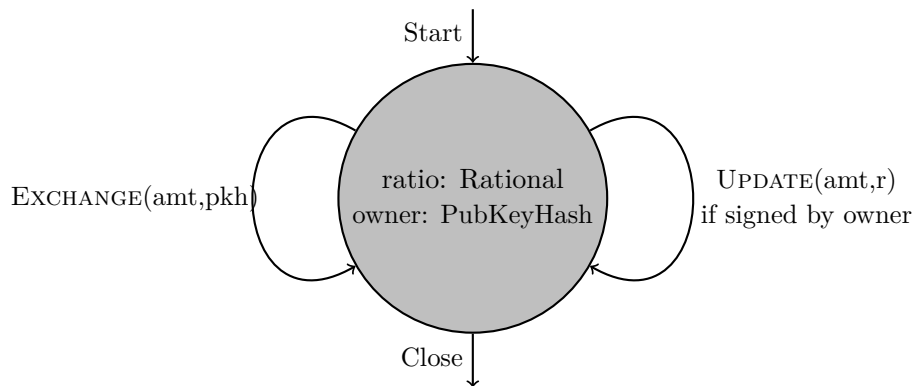 Start
EXCHANGE(amt,pkh)
ratio: Rational
owner: PubKeyHash
UPDATE(amt,r)
if signed by owner
Close